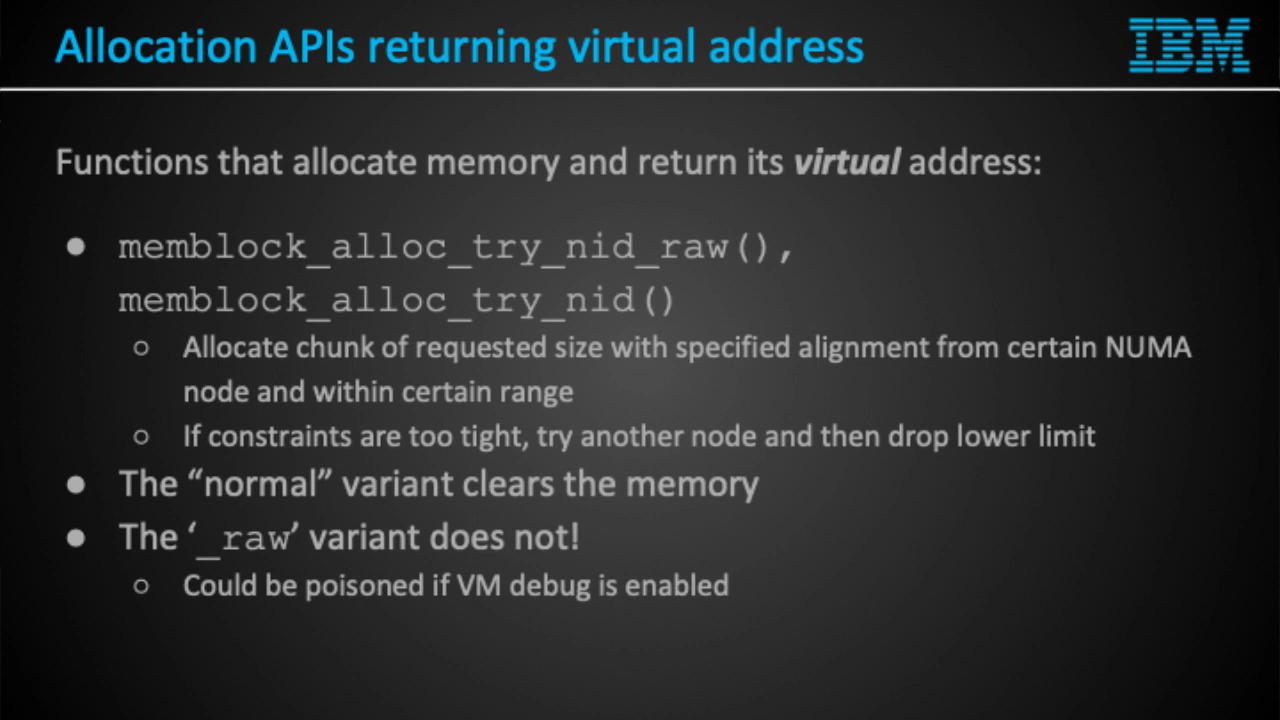 Allocation APIs returning virtual address
IBM
Functions that allocate memory and return its virtual address:
● memblock_alloc_try_nid_raw(),
memblock_alloc_try_nid()
○ Allocate chunk of requested size with specified alignment from certain NUMA
node and within certain range
○ If constraints are too tight, try another node and then drop lower limit
● The “normal” variant clears the memory
● The ‘_raw’ variant does not!
○ Could be poisoned if VM debug is enabled